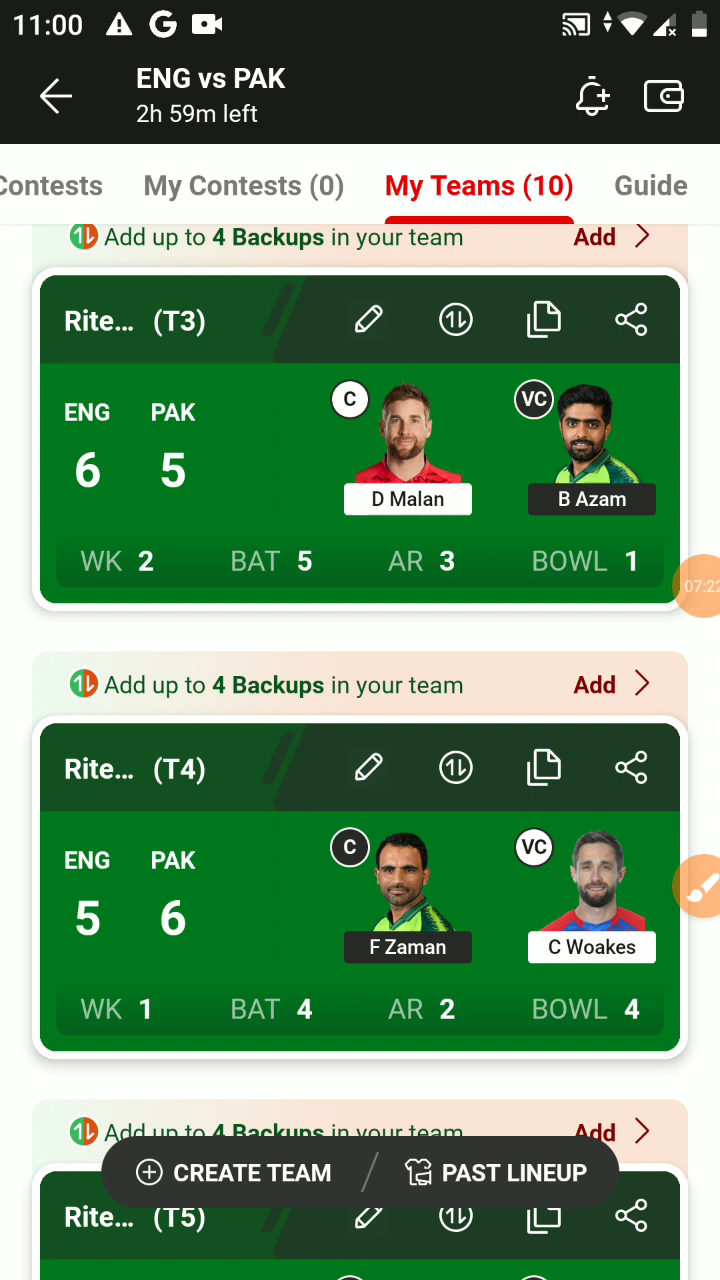 11:00
ENG vs PAK
2h 59m left
Contests My Contests (0) My Teams (10) Guide
Add up to 4 Backups in your team Add
Rite... (T3)
C VC
ENG PAK
6 5
D Malan B Azam
WK 2 BAT 5 AR 3 BOWL 1
07:22
Add up to 4 Backups in your team Add
Rite... (T4)
C VC
ENG PAK
5 6
F Zaman C Woakes
WK 1 BAT 4 AR 2 BOWL 4
Add up to 4 Backups in your team Add
CREATE TEAM / PAST LINEUP
Rite... (T5)